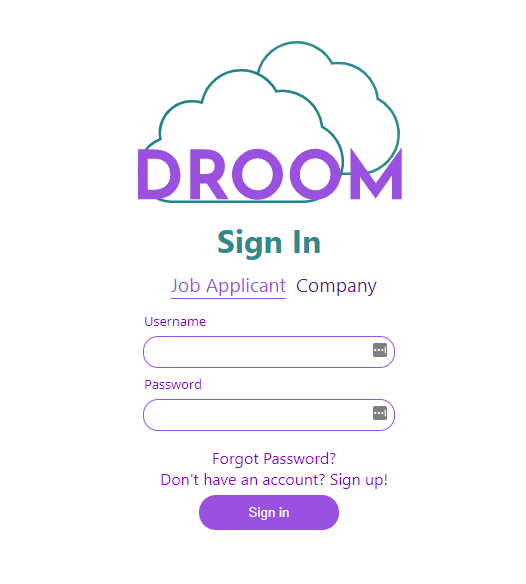 DROOM
Sign In
Job Applicant Company
Username
Password
Forgot Password?
Don't have an account? Sign up!
Sign in